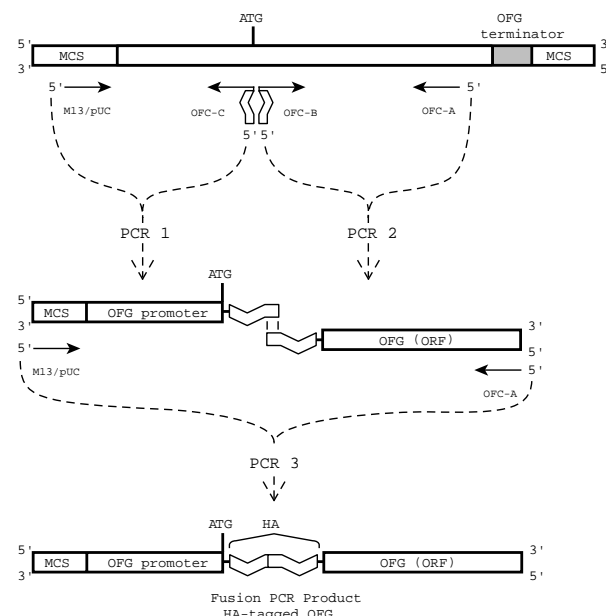 ATG
OFG
terminator
5'
MCS
MCS
3'
3'
5'
5'
M13/pUC
OFC-C
OFC-B
5'
OFC-A
5' 5'
PCR 1
PCR 2
ATG
5'
MCS
OFG promoter
3'
OFG (ORF)
3'
5'
5'
M13/pUC
5'
OFC-A
PCR 3
ATG
HA
5'
MCS
OFG promoter
OFG (ORF)
3'
3'
5'
Fusion PCR Product
HA-tagged OFG